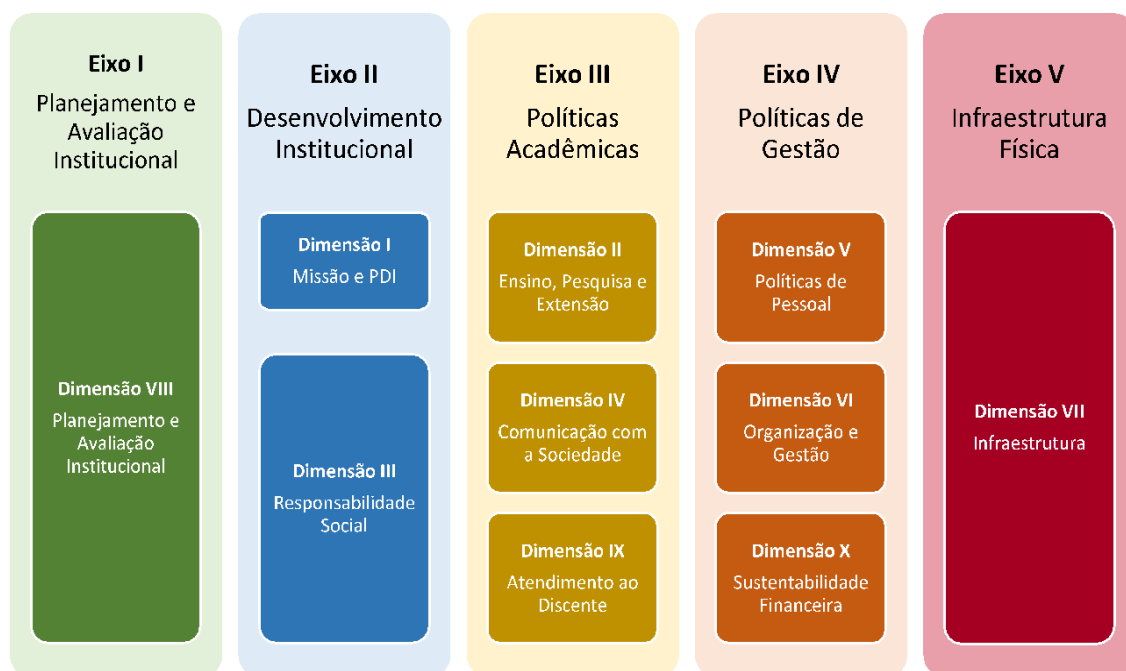 Eixo I
Planejamento e
Avaliação
Institucional
Dimensão VIII
Planejamento e
Avaliação
Institucional
Eixo II
Desenvolvimento
Institucional
Dimensão I
Missão e PDI
Dimensão III
Responsabilidade
Social
Eixo III
Políticas
Acadêmicas
Dimensão II
Ensino, Pesquisa e
Extensão
Dimensão IV
Comunicação com
a Sociedade
Dimensão IX
Atendimento ao
Discente
Eixo IV
Políticas de
Gestão
Dimensão V
Políticas de
Pessoal
Dimensão VI
Organização e
Gestão
Dimensão X
Sustentabilidade
Financeira
Eixo V
Infraestrutura
Física
Dimensão VII
Infraestrutura